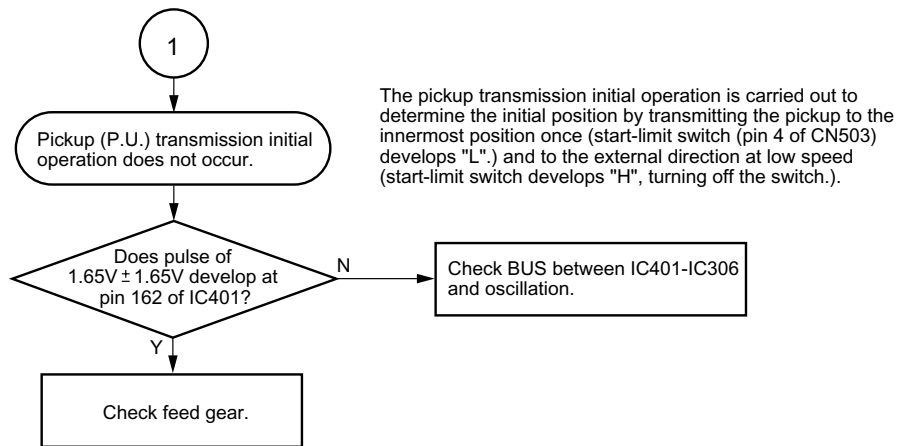 1
Pickup (P.U.) transmission initial
operation does not occur.
The pickup transmission initial operation is carried out to
determine the initial position by transmitting the pickup to the
innermost position once (start-limit switch (pin 4 of CN503)
develops "L".) and to the external direction at low speed
(start-limit switch develops "H", turning off the switch.).
Does pulse of
1.65V ± 1.65V develop at
pin 162 of IC401?
N
Check BUS between IC401-IC306
and oscillation.
Y
Check feed gear.